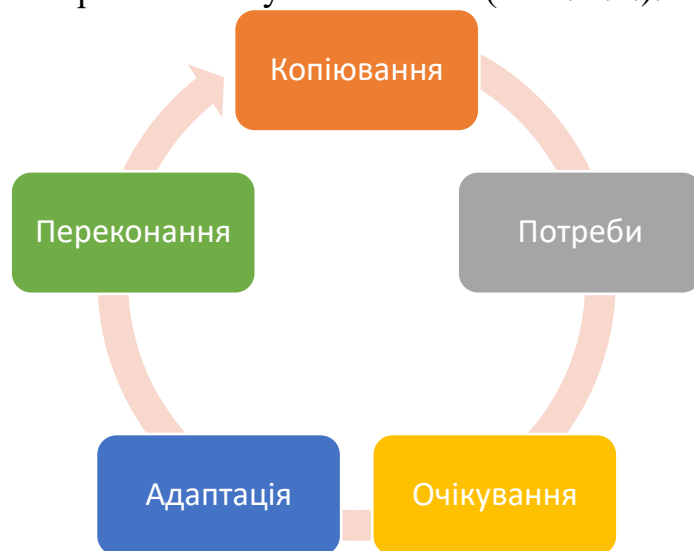 Копіювання
Потреби
Очікування
Адаптація
Переконання